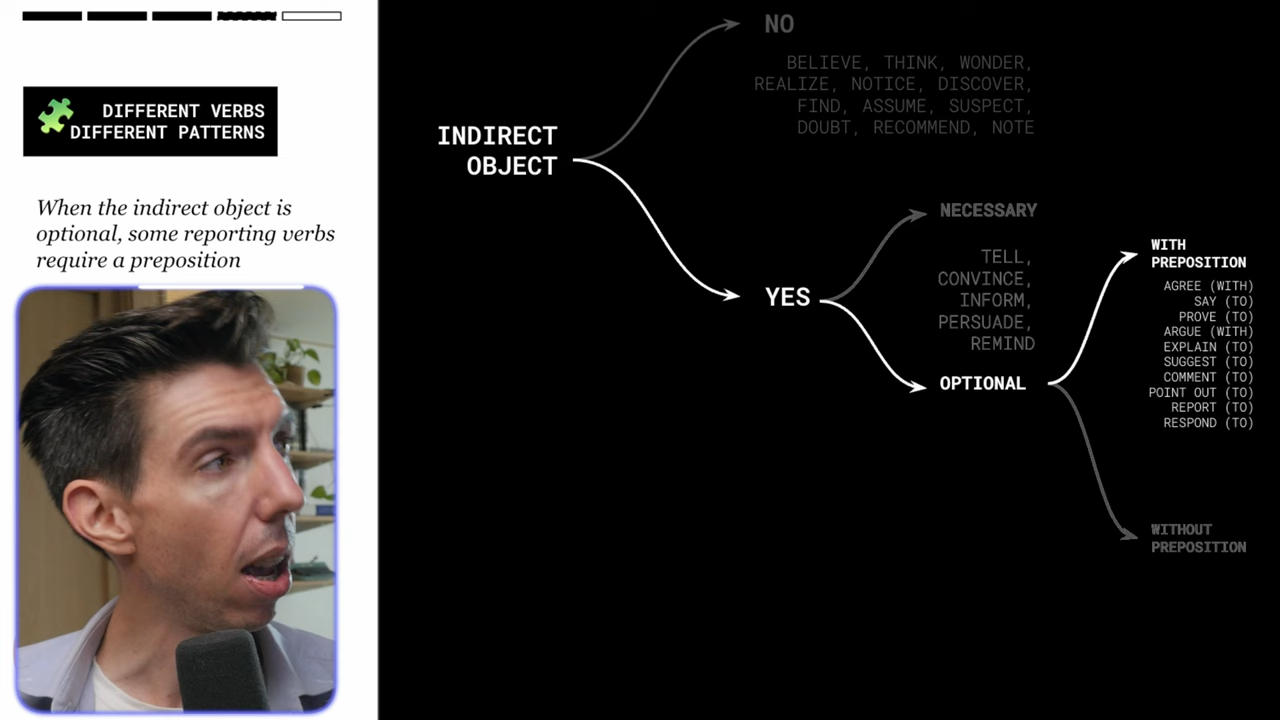 DIFFERENT VERBS
DIFFERENT PATTERNS
When the indirect object is
optional, some reporting verbs
require a preposition
INDIRECT
OBJECT
NO
BELIEVE, THINK, WONDER,
REALIZE, NOTICE, DISCOVER,
FIND, ASSUME, SUSPECT,
DOUBT, RECOMMEND, NOTE
YES
NECESSARY
TELL,
CONVINCE,
INFORM,
PERSUADE,
REMIND
OPTIONAL
WITH
PREPOSITION
AGREE (WITH)
SAY (TO)
PROVE (TO)
ARGUE (WITH)
EXPLAIN (TO)
SUGGEST (TO)
COMMENT (TO)
POINT OUT (TO)
REPORT (TO)
RESPOND (TO)
WITHOUT
PREPOSITION